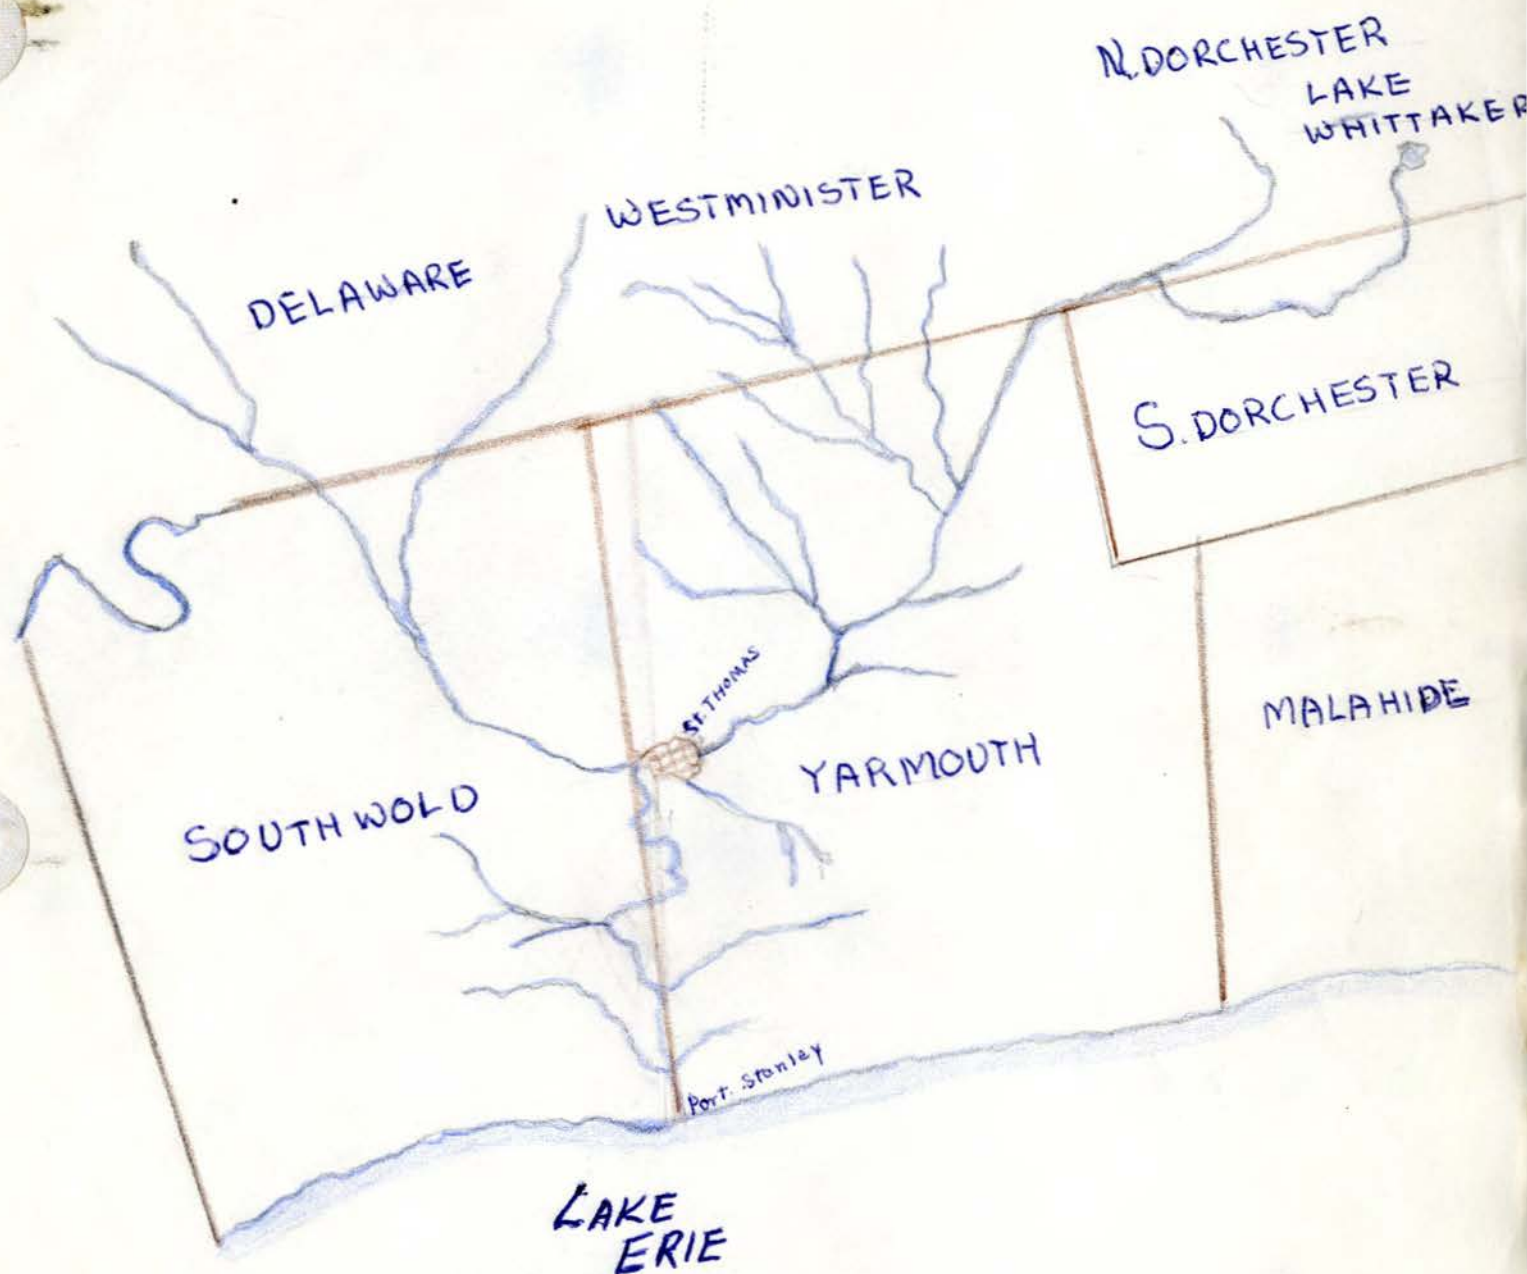 N. DORCHESTER
LAKE
WHITTAKER
WESTMINISTER
DELAWARE
S. DORCHESTER
St. THOMAS
MALAHIDE
YARMOUTH
SOUTHWOLD
Port. Stanley
LAKE
ERIE